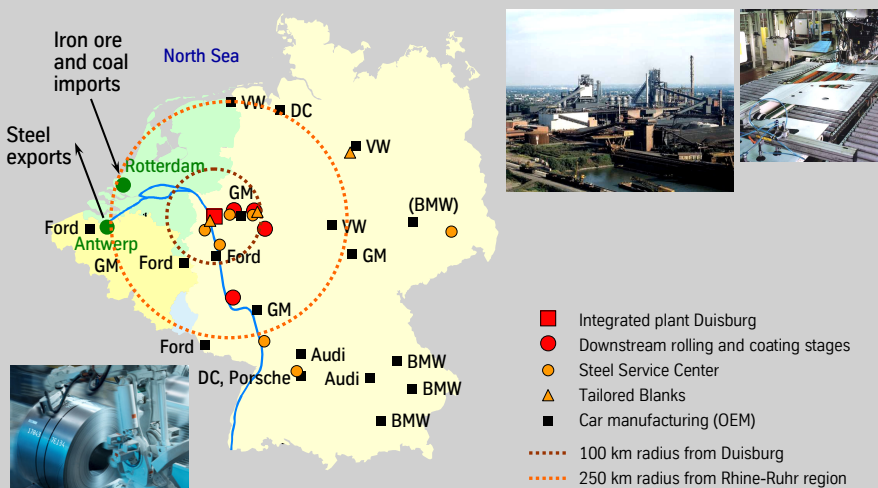 Iron ore
and coal
imports
North Sea
Steel
exports
VW
DC
VW
Rotterdam
GM
(BMW)
Ford
Antwerp
VW
GM
Ford
Ford
GM
GM
Ford
Audi
BMW
DC, Porsche
Audi
BMW
BMW
Integrated plant Duisburg
Downstream rolling and coating stages
Steel Service Center
Tailored Blanks
Car manufacturing (OEM)
100 km radius from Duisburg
250 km radius from Rhine-Ruhr region